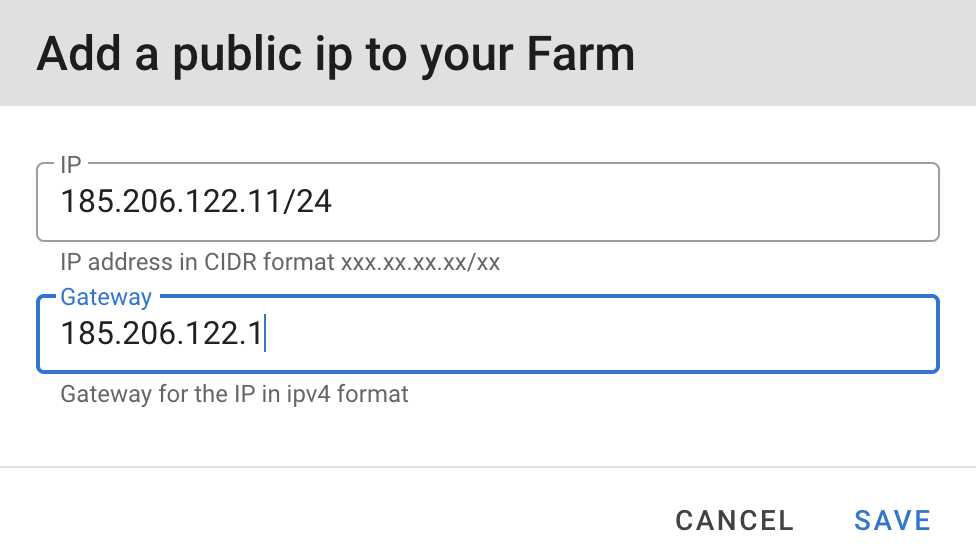 Add a public ip to your Farm
IP
185.206.122.11/24
IP address in CIDR format xxx.xx.xx.xx/xx
Gateway
185.206.122.1
Gateway for the IP in ipv4 format
CANCEL SAVE